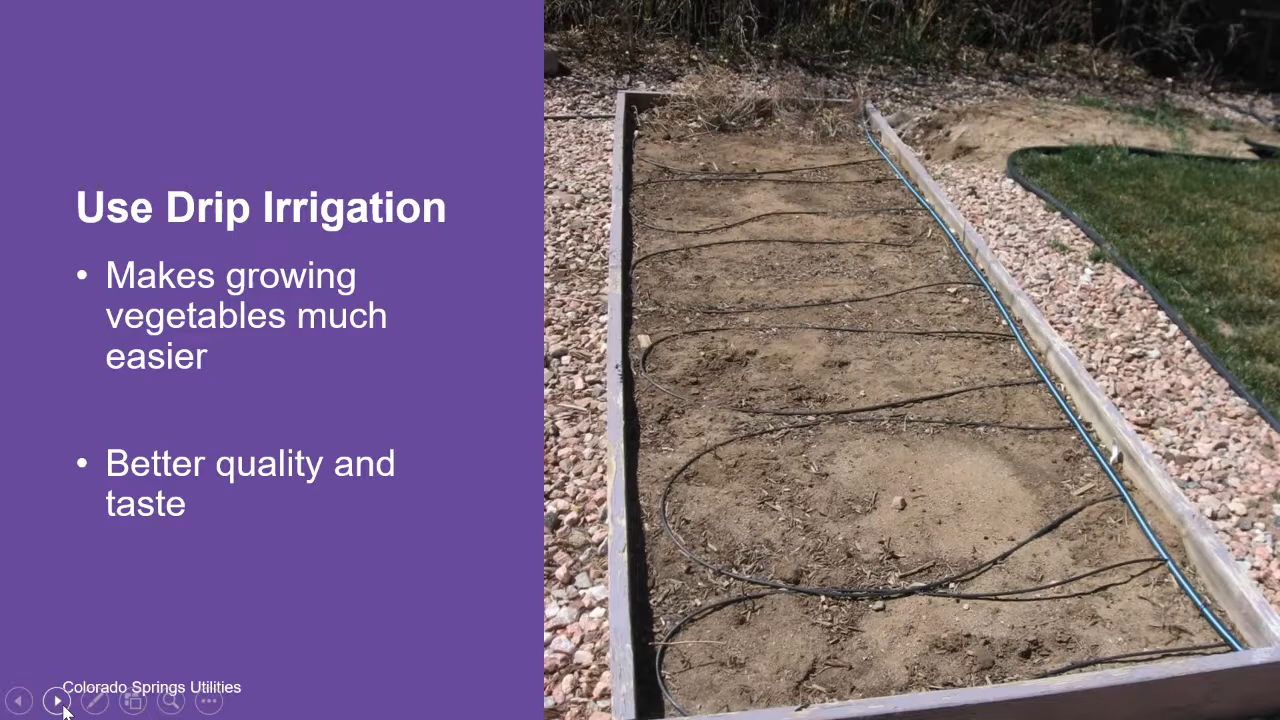 Use Drip Irrigation
• Makes growing
vegetables much
easier
• Better quality and
taste
Colorado Springs Utilities